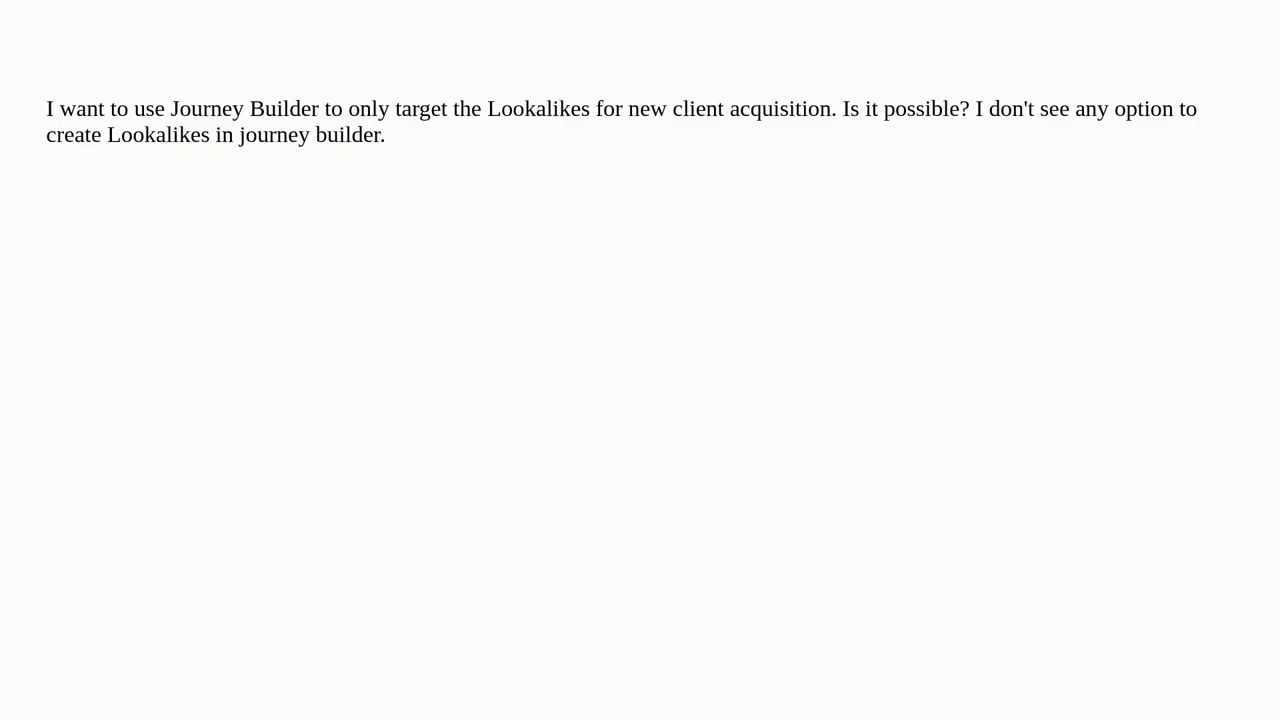 I want to use Journey Builder to only target the Lookalikes for new client acquisition. Is it possible? I don't see any option to
create Lookalikes in journey builder.